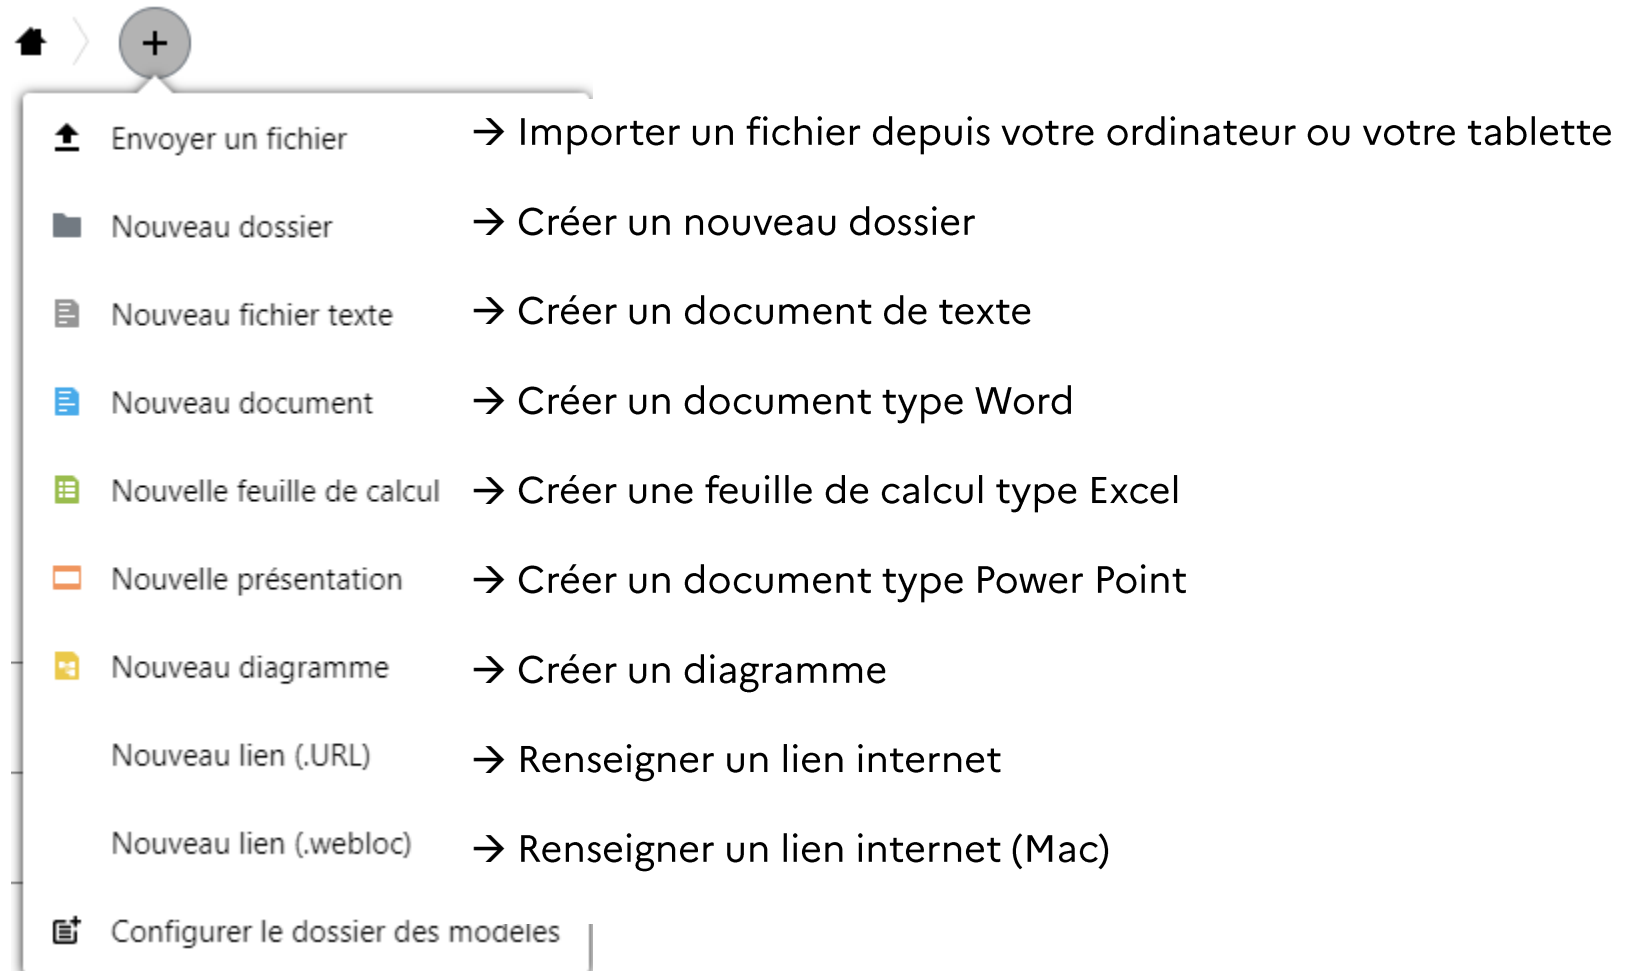 Envoyer un fichier → Importer un fichier depuis votre ordinateur ou votre tablette
Nouveau dossier → Créer un nouveau dossier
Nouveau fichier texte → Créer un document de texte
Nouveau document → Créer un document type Word
Nouvelle feuille de calcul → Créer une feuille de calcul type Excel
Nouvelle présentation → Créer un document type Power Point
Nouveau diagramme → Créer un diagramme
Nouveau lien (.URL) → Renseigner un lien internet
Nouveau lien (.webloc) → Renseigner un lien internet (Mac)
Configurer le dossier des modèles